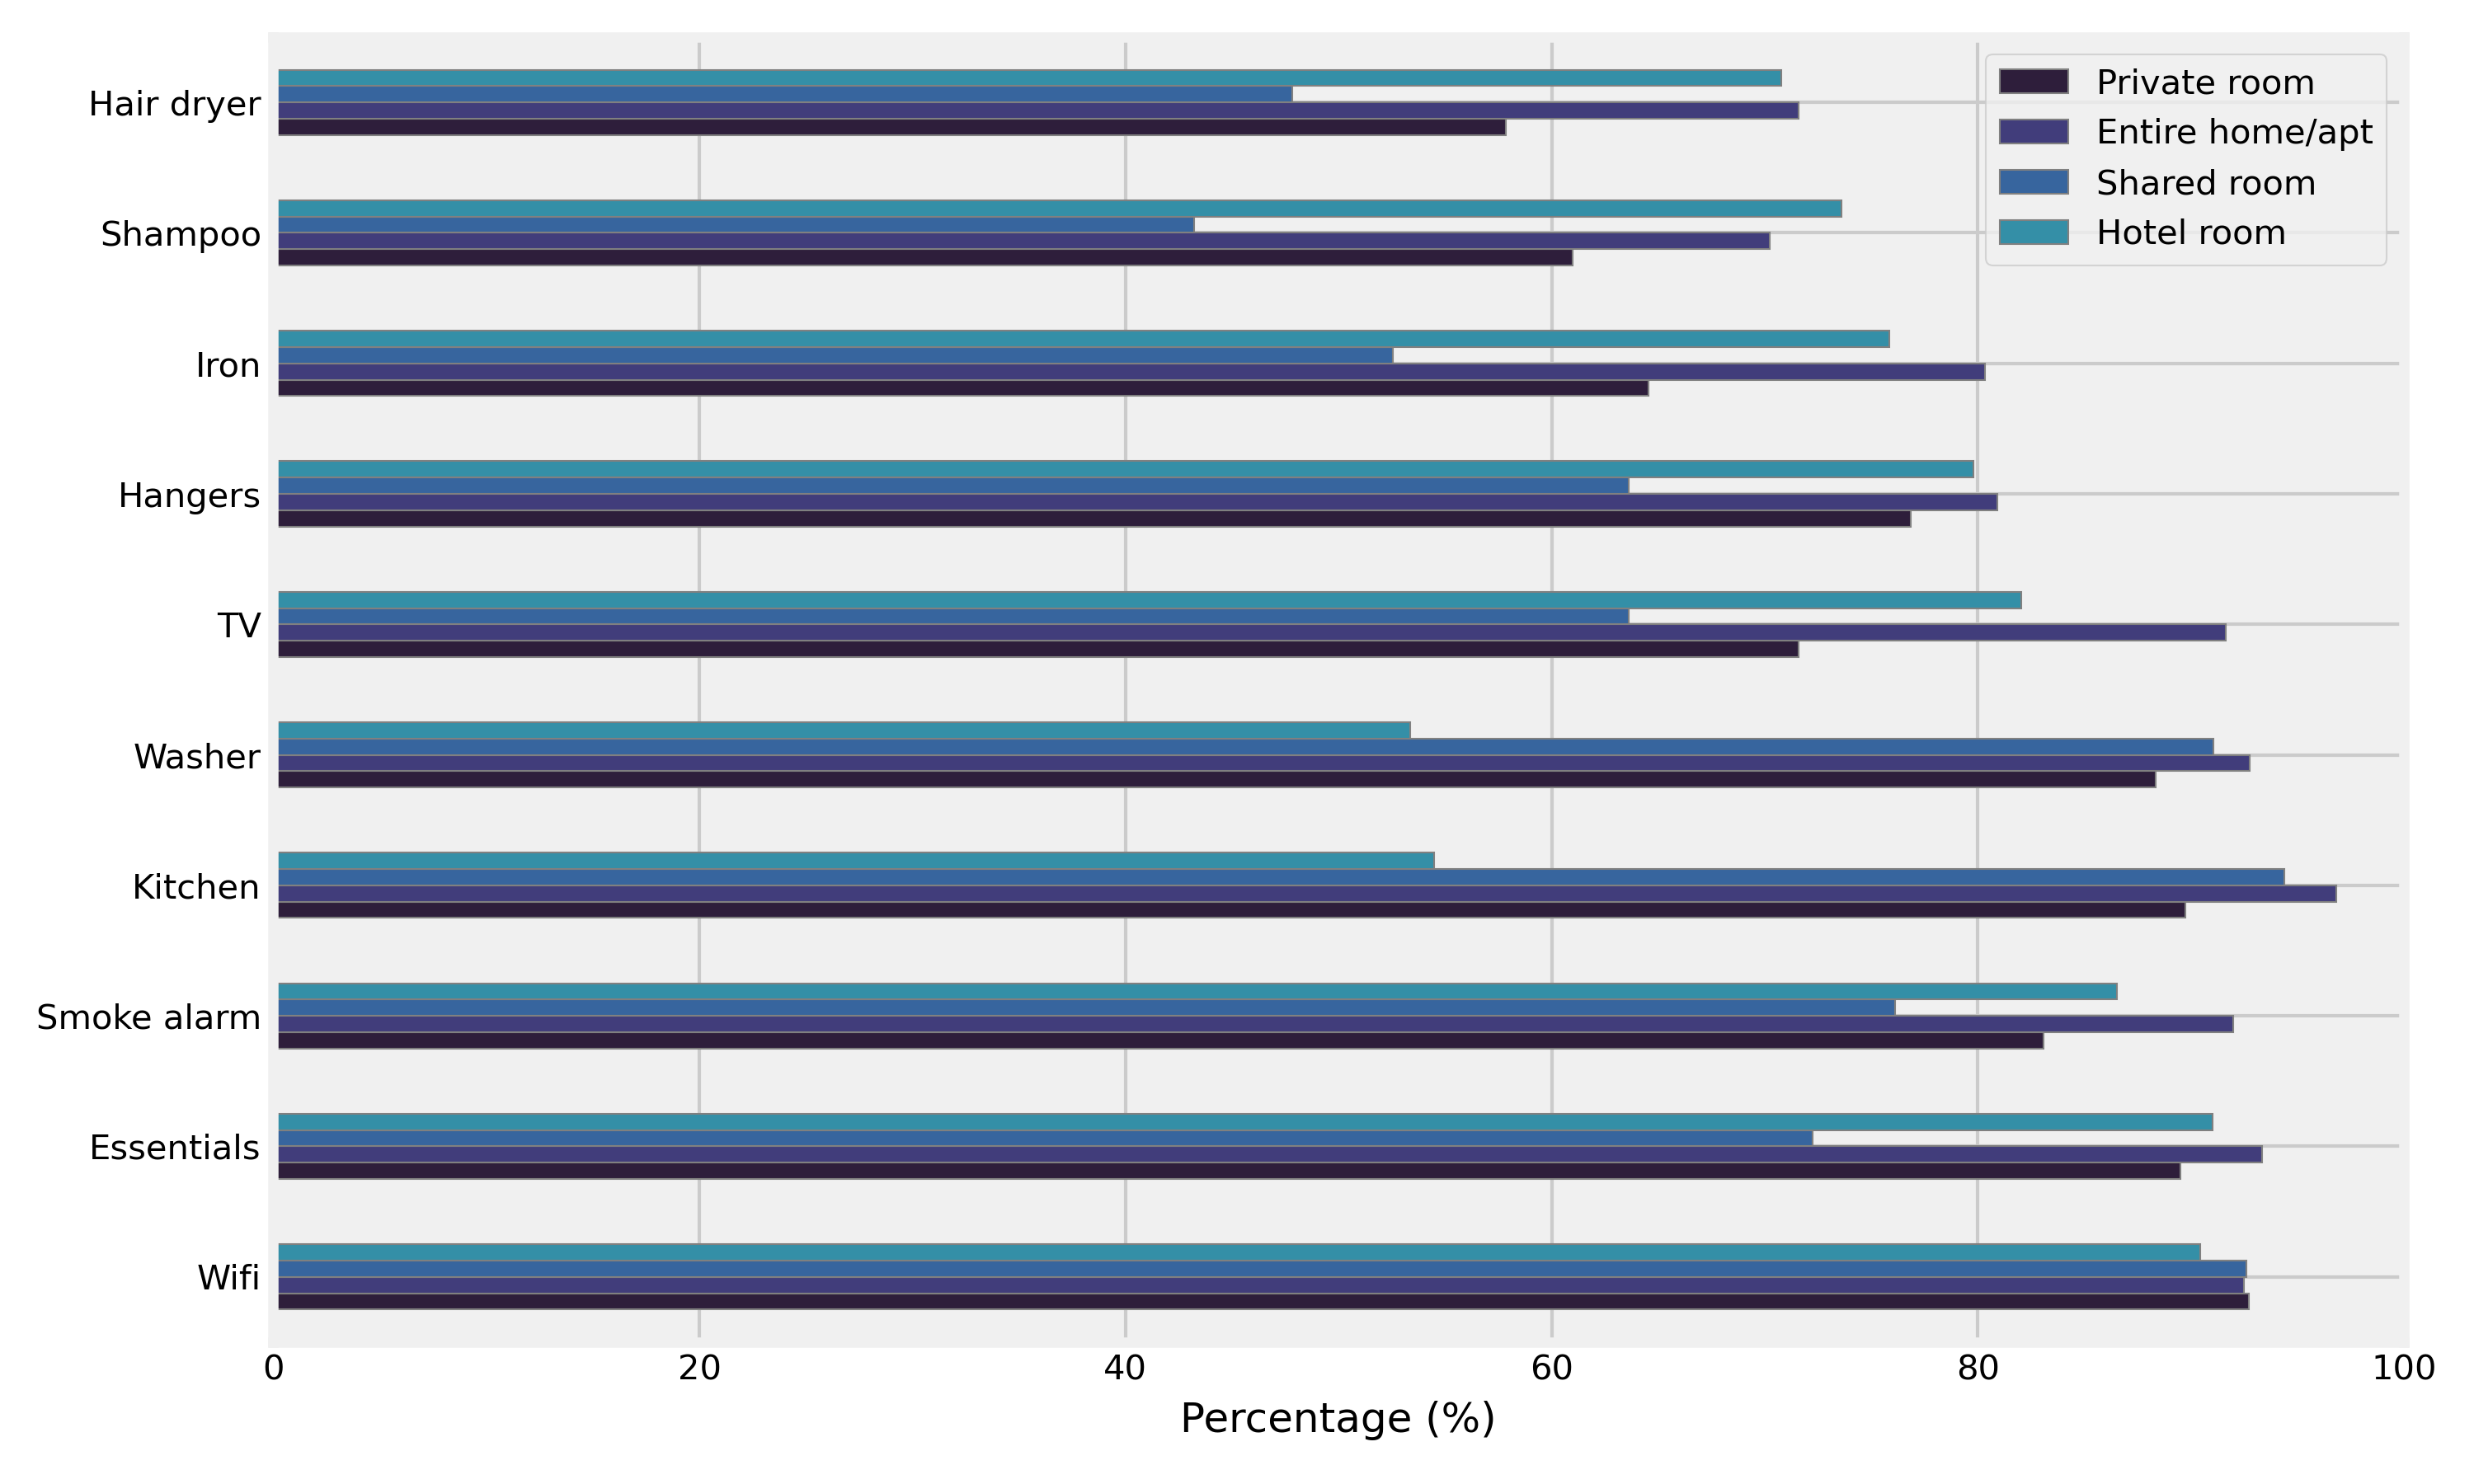 Hair dryer
Shampoo
Iron
Hangers
TV
Washer
Kitchen
Smoke alarm
Essentials
Wifi
Private room
Entire home/apt
Shared room
Hotel room
0 20 40 60 80 100
Percentage (%)